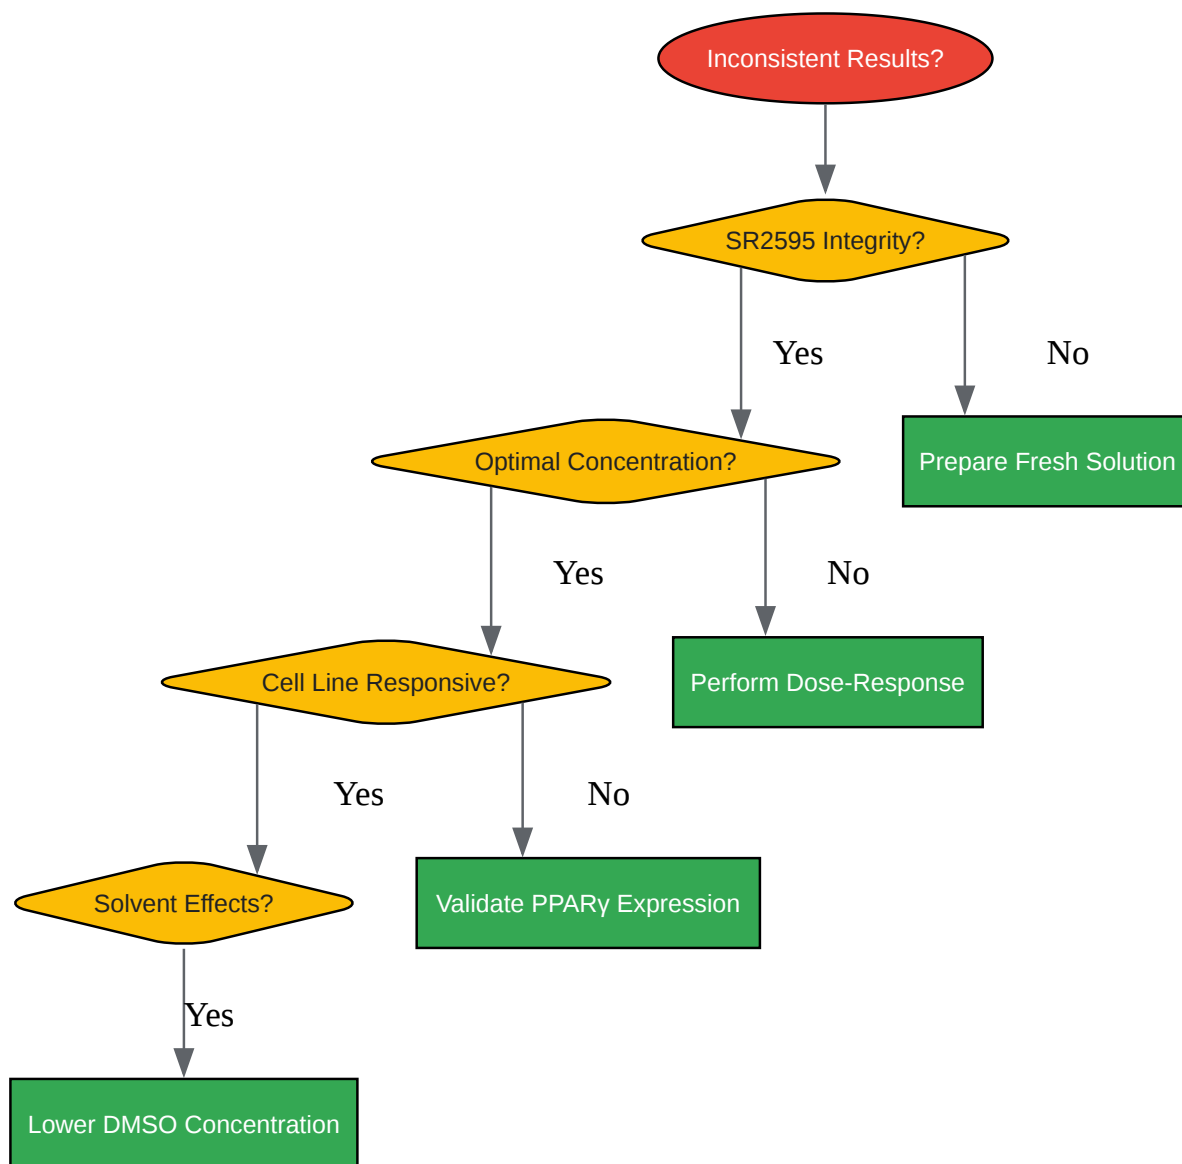 Inconsistent Results?
SR2595 Integrity?
Yes
No
Optimal Concentration?
Prepare Fresh Solution
Yes
No
Cell Line Responsive?
Perform Dose-Response
Yes
No
Solvent Effects?
Validate PPARγ Expression
Yes
Lower DMSO Concentration